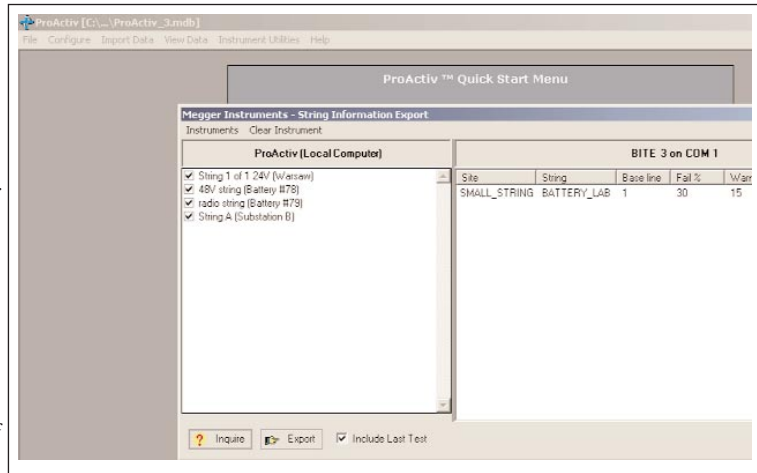 ProActiv [C:\...\ProActiv_3.mdb]
File Configure Import Data View Data Instrument Utilities Help
ProActiv ™ Quick Start Menu
Megger Instruments - String Information Export
Instruments Clear Instrument
ProActiv (Local Computer)
BITE 3 on COM 1
String 1 of 1 24V (Warsaw)
48V string (Battery #78)
radio string (Battery #79)
String A (Substation B)
Site String Base line Fail % Warr
SMALL_STRING BATTERY_LAB 1 30 15
Inquire Export Include Last Test